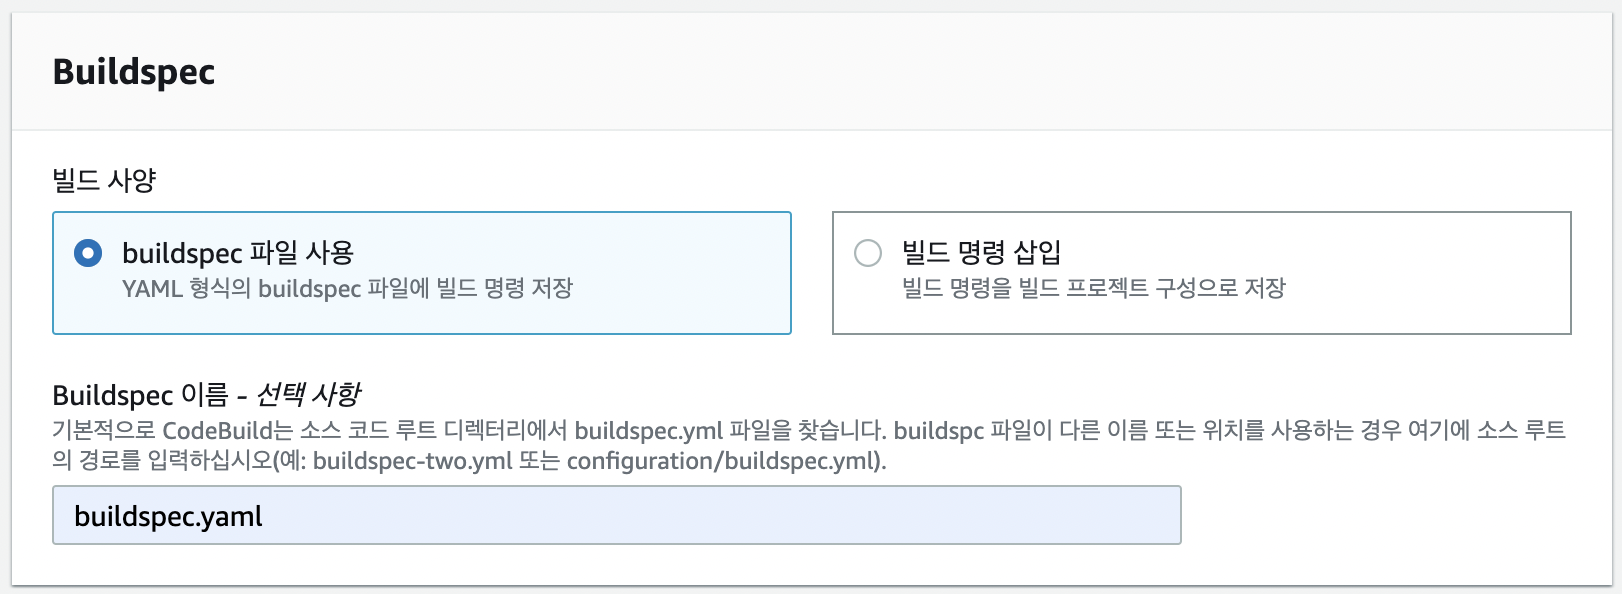 Buildspec
빌드 사양
buildspec 파일 사용
YAML 형식의 buildspec 파일에 빌드 명령 저장
빌드 명령 삽입
빌드 명령을 빌드 프로젝트 구성으로 저장
Buildspec 이름 - 선택 사항
기본적으로 CodeBuild는 소스 코드 루트 디렉터리에서 buildspec.yml 파일을 찾습니다. buildspc 파일이 다른 이름 또는 위치를 사용하는 경우 여기에 소스 루트
의 경로를 입력하십시오(예: buildspec-two.yml 또는 configuration/buildspec.yml).
buildspec.yaml